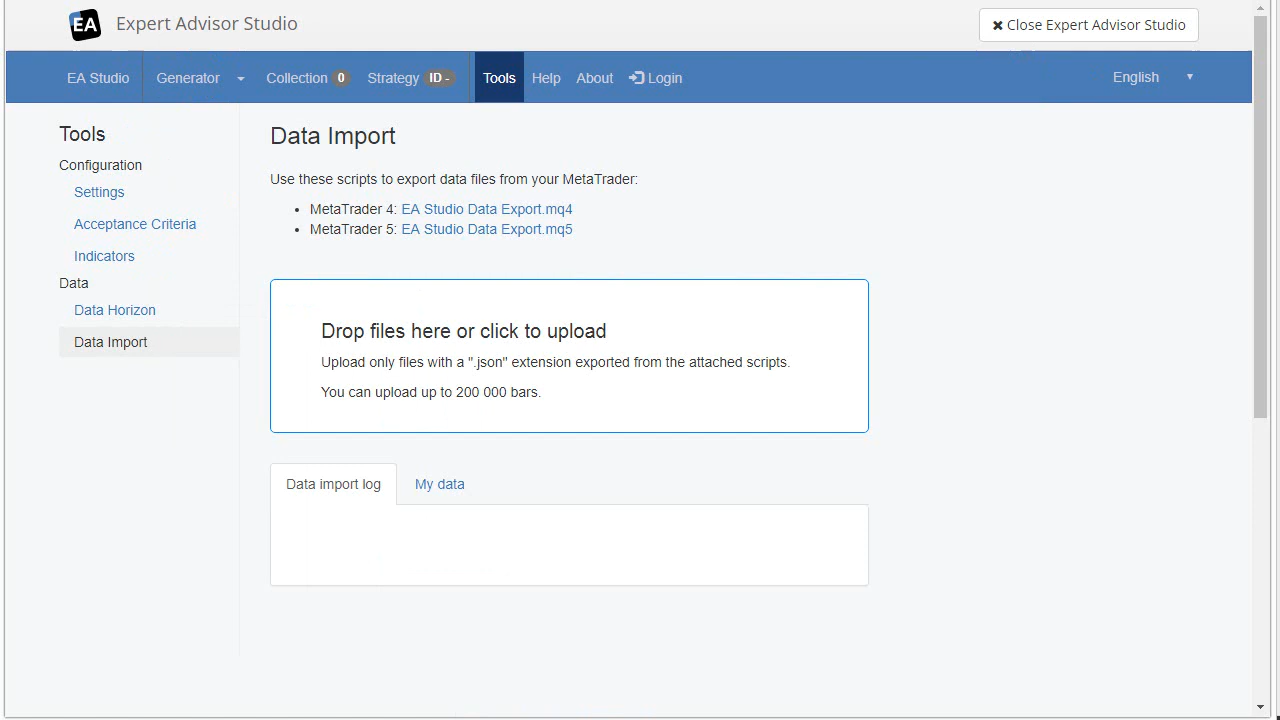 EA Expert Advisor Studio
✖ Close Expert Advisor Studio
EA Studio Generator Collection 0 Strategy ID - Tools Help About Login English
Tools
Configuration
Settings
Acceptance Criteria
Indicators
Data
Data Horizon
Data Import
Data Import
Use these scripts to export data files from your MetaTrader:
• MetaTrader 4: EA Studio Data Export.mq4
• MetaTrader 5: EA Studio Data Export.mq5
Drop files here or click to upload
Upload only files with a ".json" extension exported from the attached scripts.
You can upload up to 200 000 bars.
Data import log My data